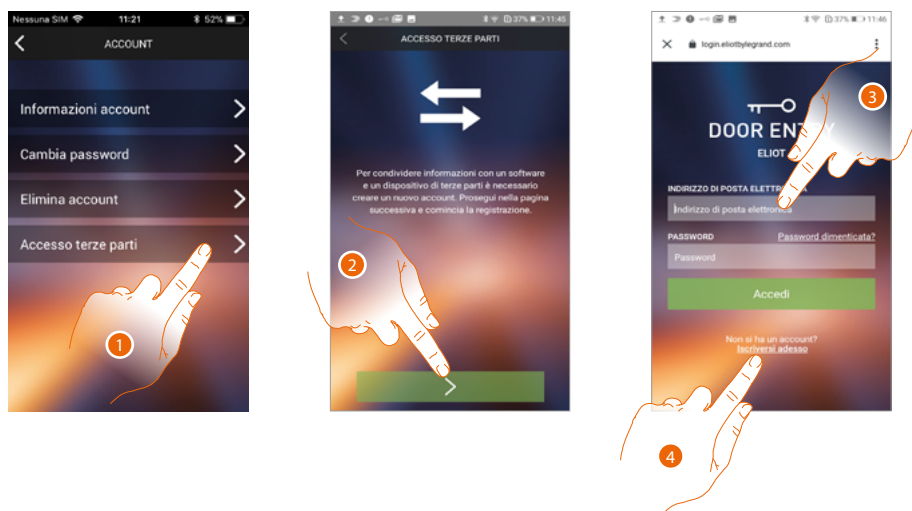 Nessuna SIM 11:21 52%
ACCOUNT
Informazioni account
Cambia password
Elimina account
Accesso terze parti
1
37% 11:45
ACCESSO TERZE PARTI
Per condividere informazioni con un software
e un dispositivo di terze parti è necessario
creare un nuovo account. Prosegui nella pagina
successiva e comincia la registrazione.
2
37% 11:46
login.eliotbylegrand.com
3
DOOR
ELIOT
INDIRIZZO DI POSTA
Indirizzo di posta elettronica
PASSWORD Password dimenticata?
Password
Accedi
Non si ha un account?
Iscriversi adesso
4